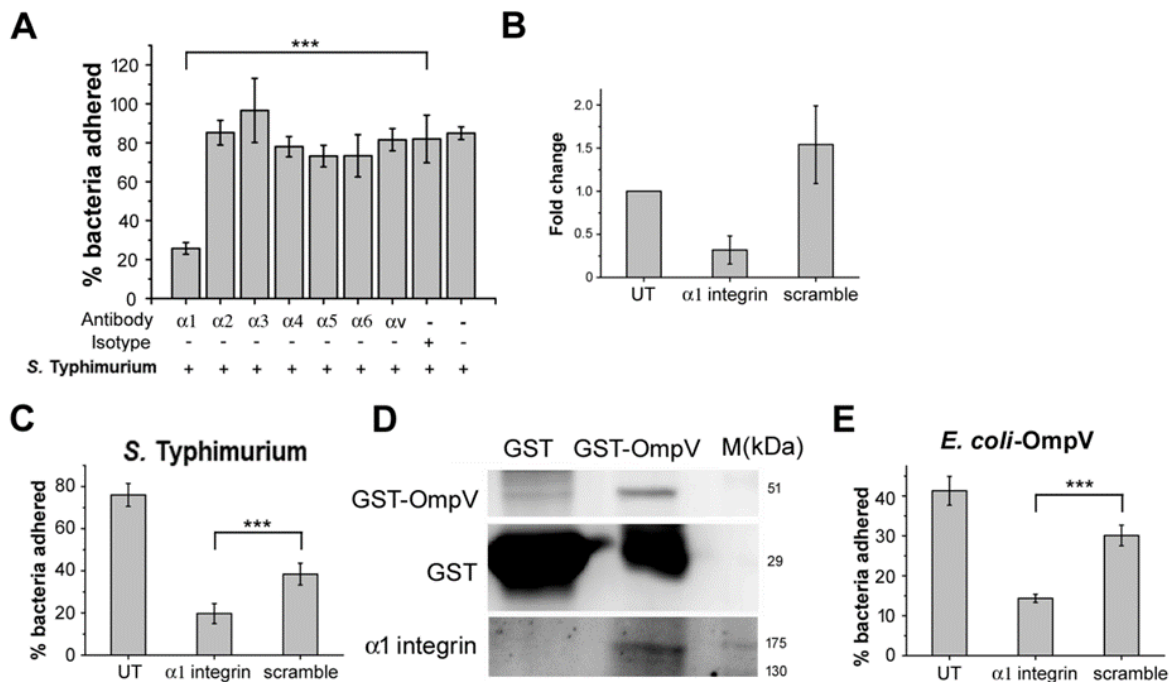 A
***
% bacteria adhered
120
100
80
60
40
20
0
Antibody α1 α2 α3 α4 α5 α6 αv - -
Isotype - - - - - - - + -
S. Typhimurium + + + + + + + + +
B
Fold change
2.0
1.5
1.0
0.5
0
UT α1 integrin scramble
C
S. Typhimurium
% bacteria adhered
80
60
40
20
0
***
UT α1 integrin scramble
D
GST GST-OmpV M(kDa)
GST-OmpV 51
GST 29
α1 integrin 175
130
E
E. coli-OmpV
% bacteria adhered
40
30
20
10
0
***
UT α1 integrin scramble